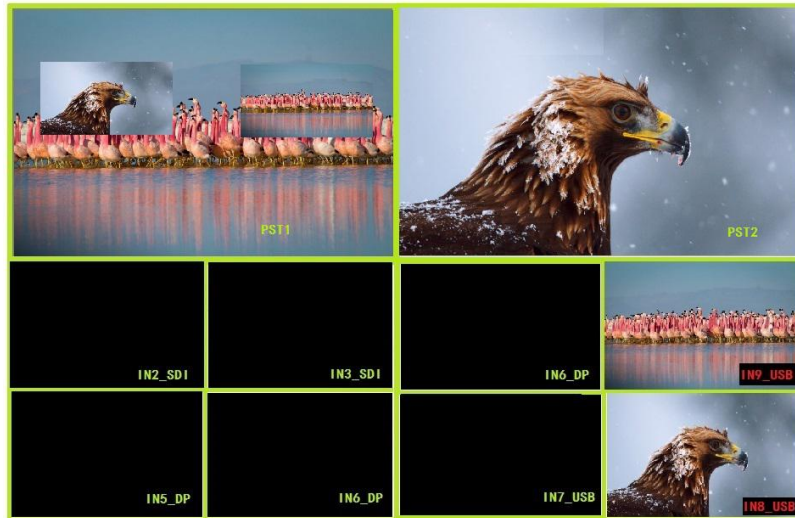 PST1
PST2
IN2_SDI
IN3_SDI
IN6_DP
IN9_USB
IN5_DP
IN6_DP
IN7_USB
IN8_USB